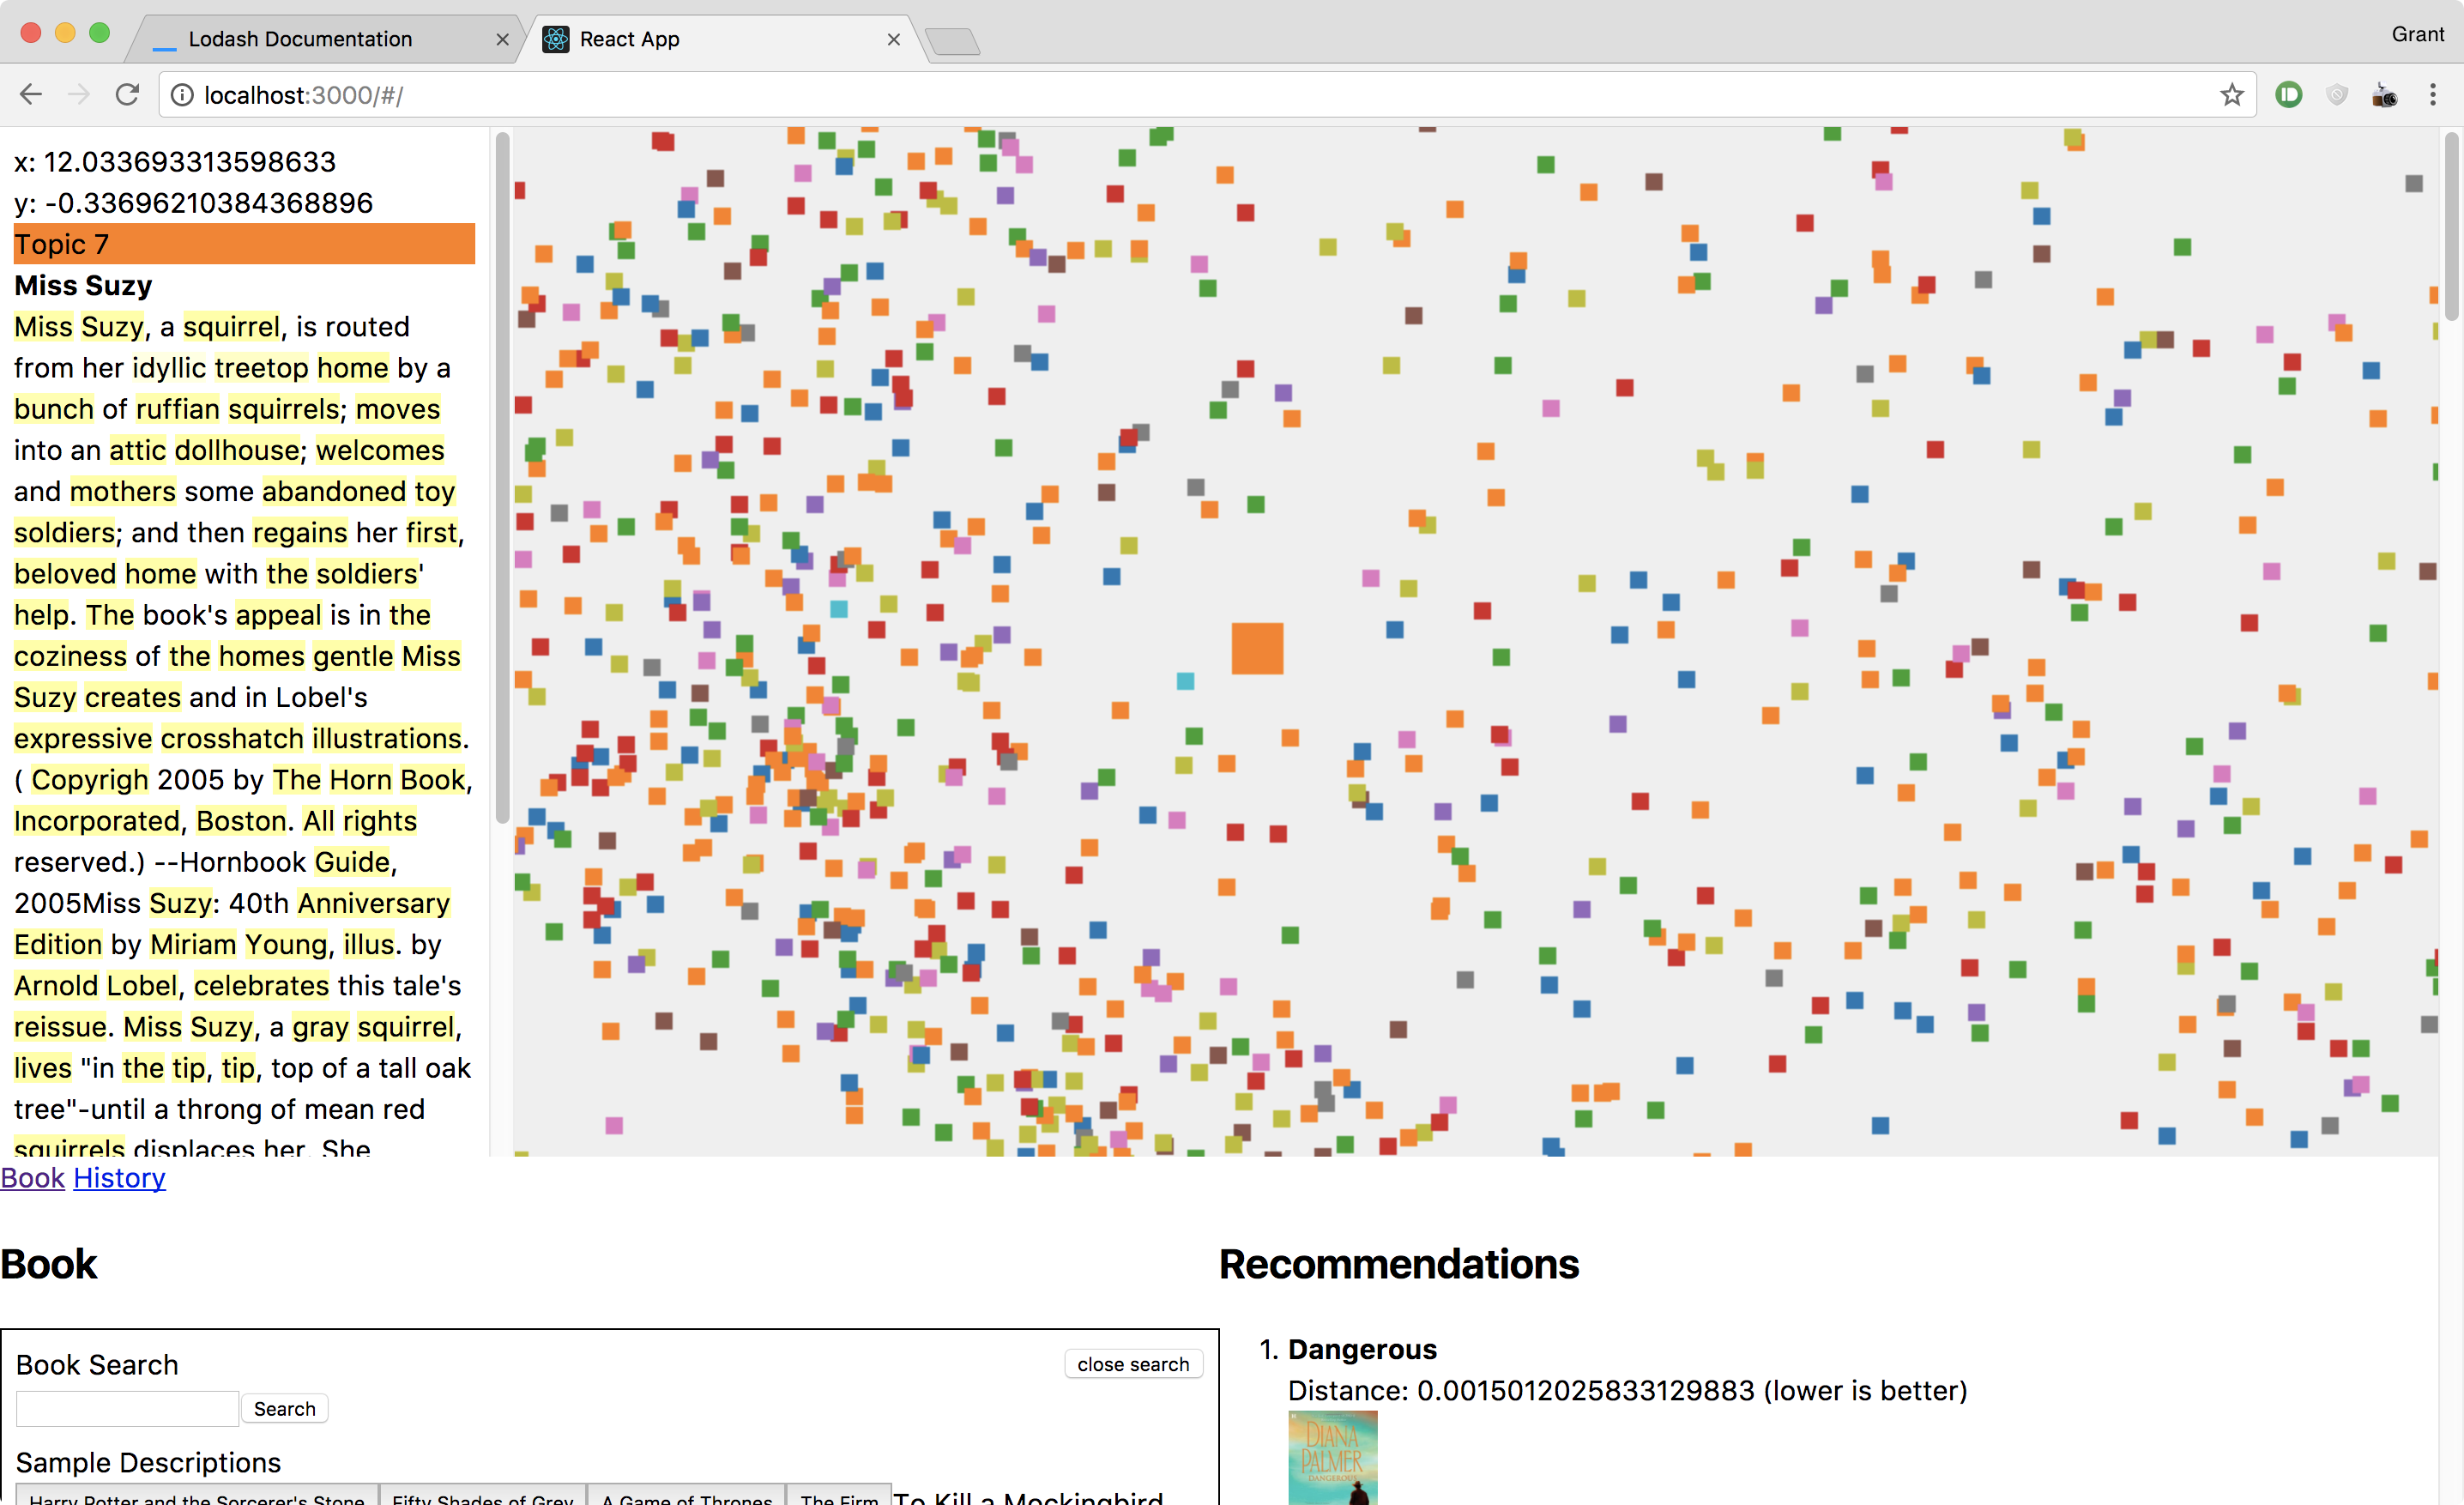 Lodash Documentation
React App
Grant
localhost:3000/#/
x: 12.033693313598633
y: -0.33696210384368896
Topic 7
Miss Suzy
Miss Suzy, a squirrel, is routed
from her idyllic treetop home by a
bunch of ruffian squirrels; moves
into an attic dollhouse; welcomes
and mothers some abandoned toy
soldiers; and then regains her first,
beloved home with the soldiers'
help. The book's appeal is in the
coziness of the homes gentle Miss
Suzy creates and in Lobel's
expressive crosshatch illustrations.
( Copyrigh 2005 by The Horn Book,
Incorporated, Boston. All rights
reserved.) --Hornbook Guide,
2005Miss Suzy: 40th Anniversary
Edition by Miriam Young, illus. by
Arnold Lobel, celebrates this tale's
reissue. Miss Suzy, a gray squirrel,
lives "in the tip, tip, top of a tall oak
tree"-until a throng of mean red
squirrels displaces her. She
Book History
Book
Book Search
close search
Search
Sample Descriptions
Harry Potter and the Sorcerer's Stone
Fifty Shades of Grey
A Game of Thrones
The Firm
To Kill a Mockingbird
Recommendations
1. Dangerous
Distance: 0.0015012025833129883 (lower is better)
DIANA
PALMER
DANGEROUS